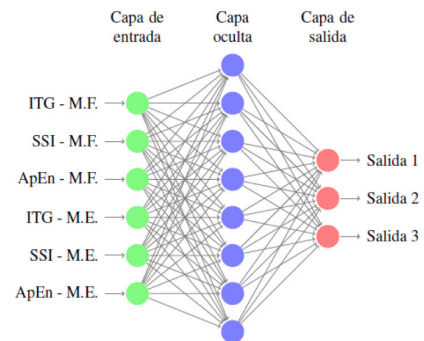 Capa de
entrada
Capa
oculta
Capa de
salida
ITG - M.F.
SSI - M.F.
ApEn - M.F.
ITG - M.E.
SSI - M.E.
ApEn - M.E.
Salida 1
Salida 2
Salida 3